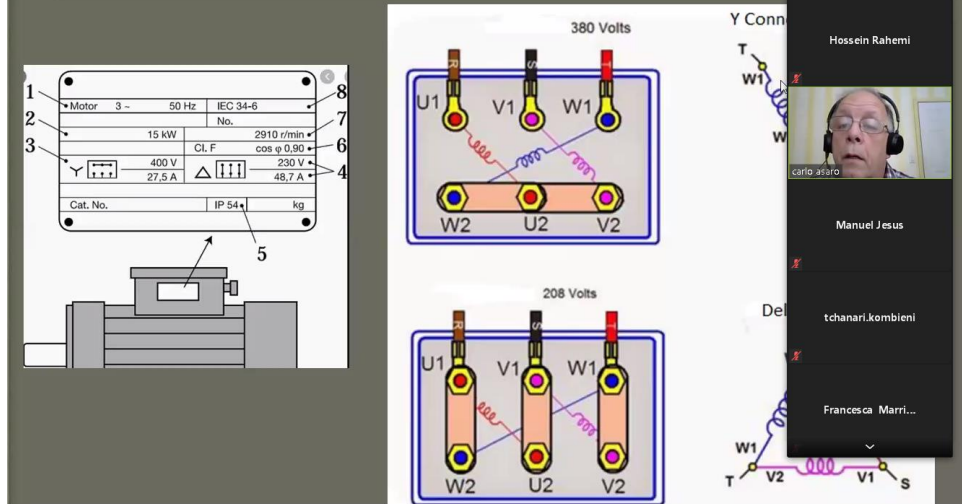 1
Motor 3 ~ 50 Hz IEC 34-6
8
No.
2
15 kW 2910 r/min
7
Cl. F cos φ 0,90
6
3
400 V 230 V
27,5 A 48,7 A
4
Cat. No. IP 54 kg
5
380 Volts
R S T
U1 V1 W1
W2 U2 V2
208 Volts
R S T
U1 V1 W1
W2 U2 V2
Y Conn
T
W1
W
Del
W1
T V2 V1 S
Hossein Rahemi
carlo asaro
Manuel Jesus
tchanari.kombieni
Francesca Marri...